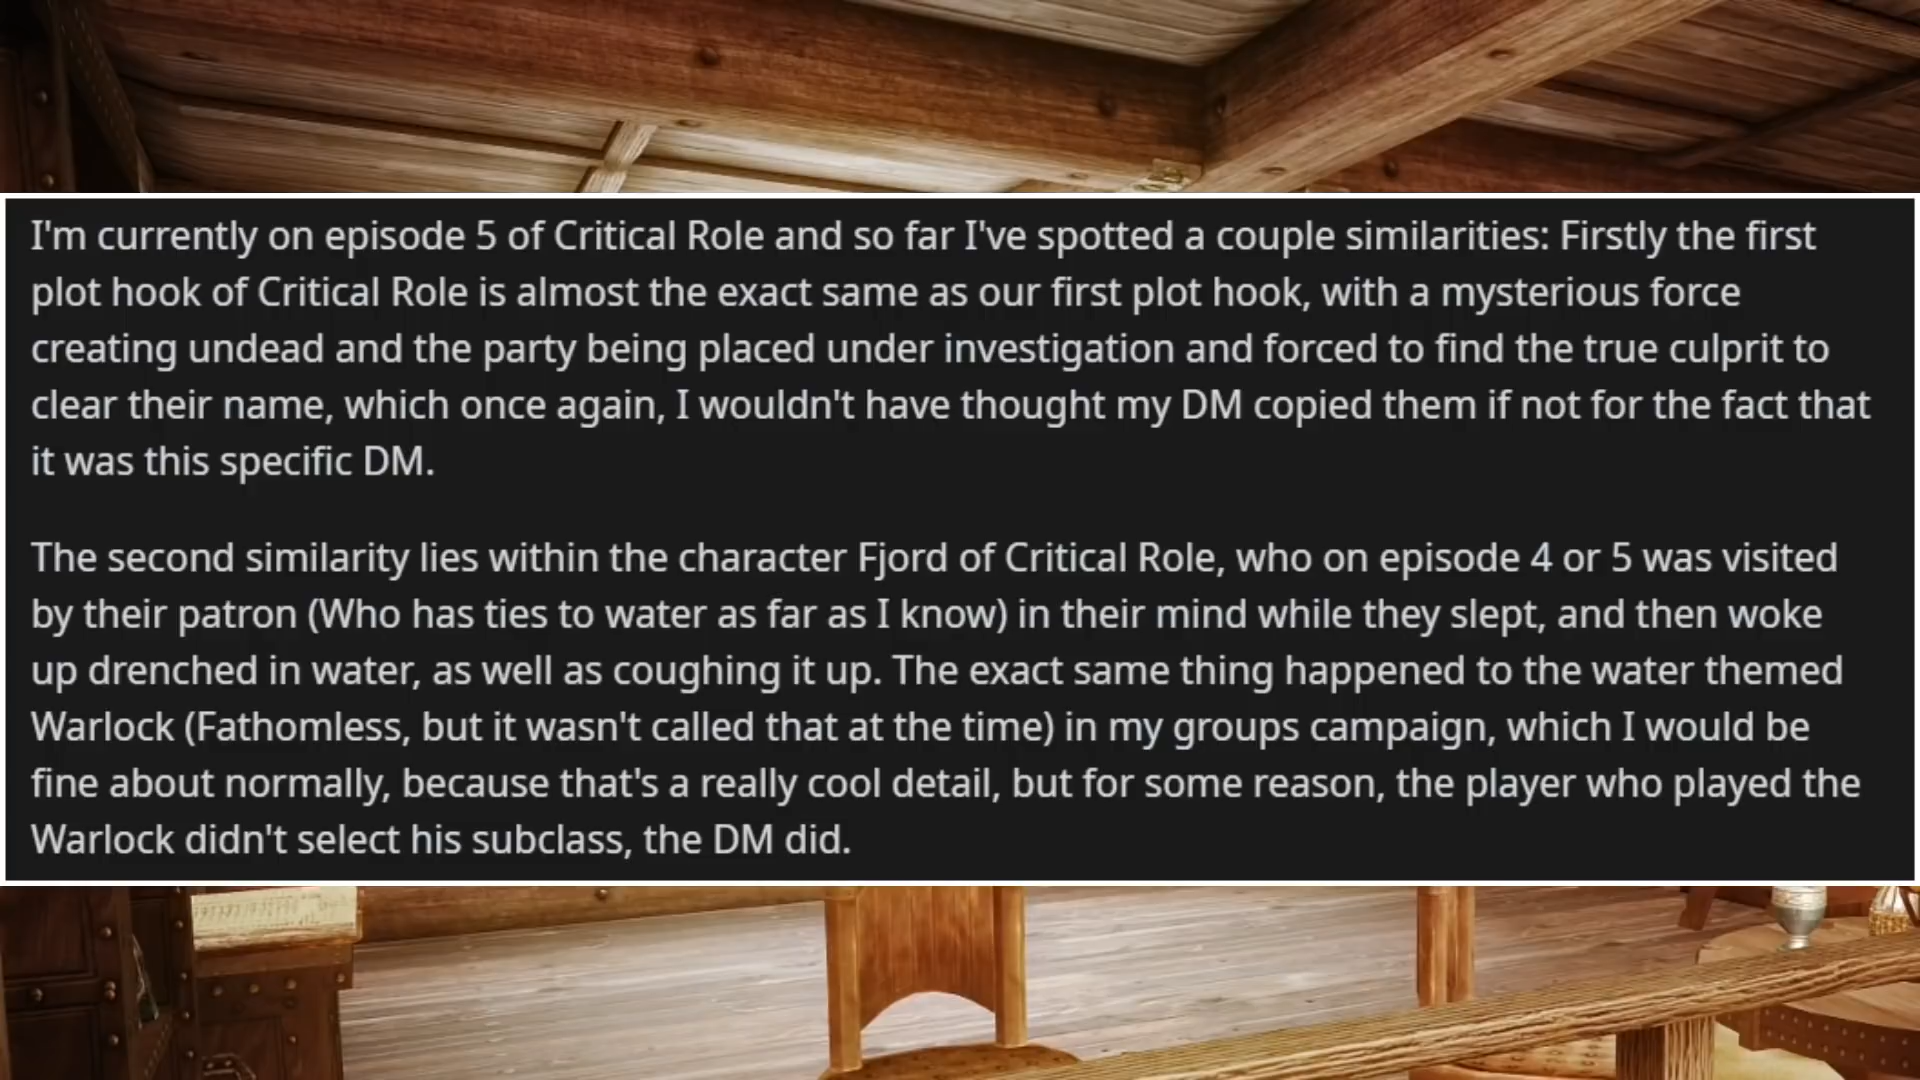 I'm currently on episode 5 of Critical Role and so far I've spotted a couple similarities: Firstly the first
plot hook of Critical Role is almost the exact same as our first plot hook, with a mysterious force
creating undead and the party being placed under investigation and forced to find the true culprit to
clear their name, which once again, I wouldn't have thought my DM copied them if not for the fact that
it was this specific DM.
The second similarity lies within the character Fjord of Critical Role, who on episode 4 or 5 was visited
by their patron (Who has ties to water as far as I know) in their mind while they slept, and then woke
up drenched in water, as well as coughing it up. The exact same thing happened to the water themed
Warlock (Fathomless, but it wasn't called that at the time) in my groups campaign, which I would be
fine about normally, because that's a really cool detail, but for some reason, the player who played the
Warlock didn't select his subclass, the DM did.